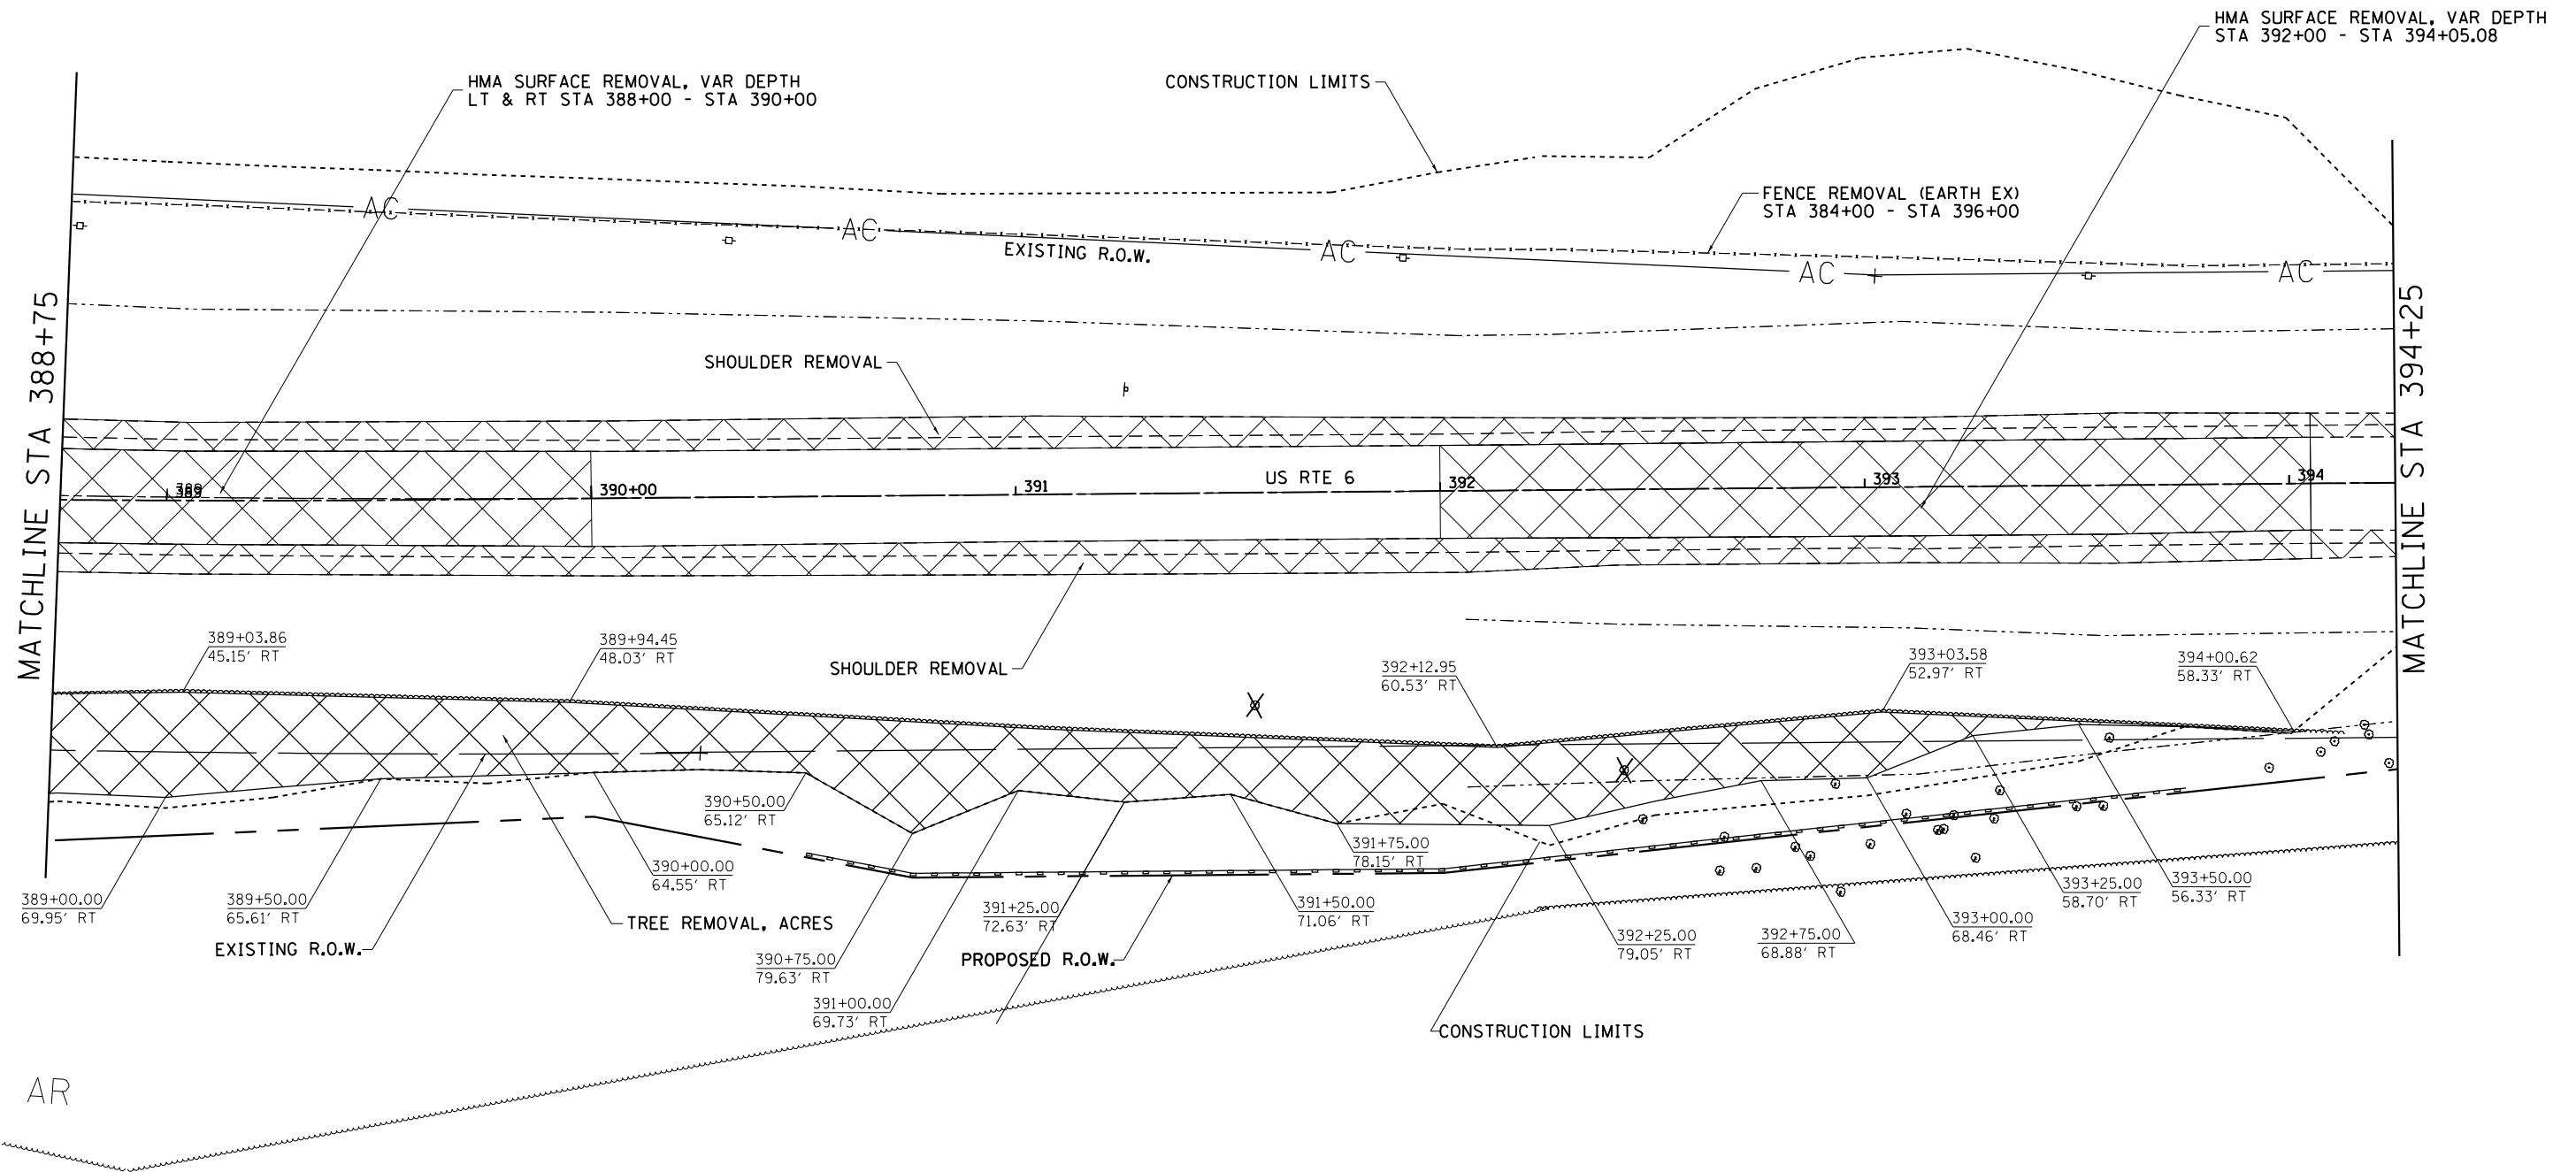 HMA SURFACE REMOVAL, VAR DEPTH
STA 392+00 - STA 394+05.08
HMA SURFACE REMOVAL, VAR DEPTH
LT & RT STA 388+00 - STA 390+00
CONSTRUCTION LIMITS
FENCE REMOVAL (EARTH EX)
STA 384+00 - STA 396+00
AC
AC
AC
AC
AC
EXISTING R.O.W.
MATCHLINE STA 388+75
MATCHLINE STA 394+25
SHOULDER REMOVAL
389
390+00
391
US RTE 6
392
393
394
389+03.86
45.15' RT
389+94.45
48.03' RT
SHOULDER REMOVAL
392+12.95
60.53' RT
393+03.58
52.97' RT
394+00.62
58.33' RT
390+50.00
65.12' RT
391+75.00
78.15' RT
390+00.00
64.55' RT
389+00.00
69.95' RT
389+50.00
65.61' RT
TREE REMOVAL, ACRES
EXISTING R.O.W.
391+25.00
72.63' RT
391+50.00
71.06' RT
393+25.00
58.70' RT
393+50.00
56.33' RT
393+00.00
68.46' RT
392+25.00
79.05' RT
392+75.00
68.88' RT
390+75.00
79.63' RT
PROPOSED R.O.W.
391+00.00
69.73' RT
CONSTRUCTION LIMITS
AR